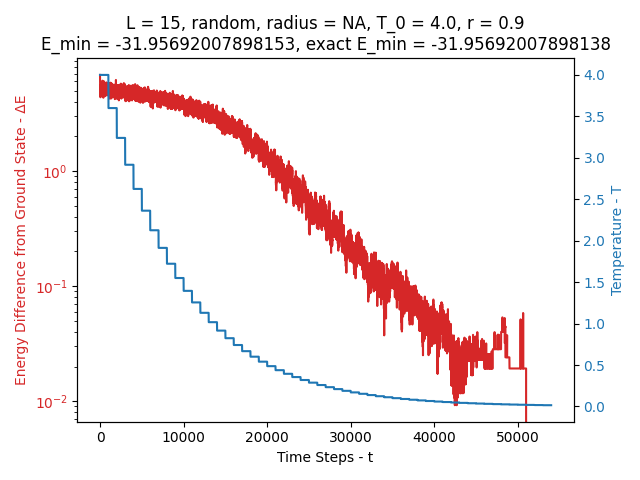 L = 15, random, radius = NA, T_0 = 4.0, r = 0.9
E_min = -31.95692007898153, exact E_min = -31.95692007898138
Energy Difference from Ground State - ΔE
10⁰
10⁻¹
10⁻²
4.0
3.5
3.0
2.5
2.0
1.5
1.0
0.5
0.0
Temperature - T
0 10000 20000 30000 40000 50000
Time Steps - t